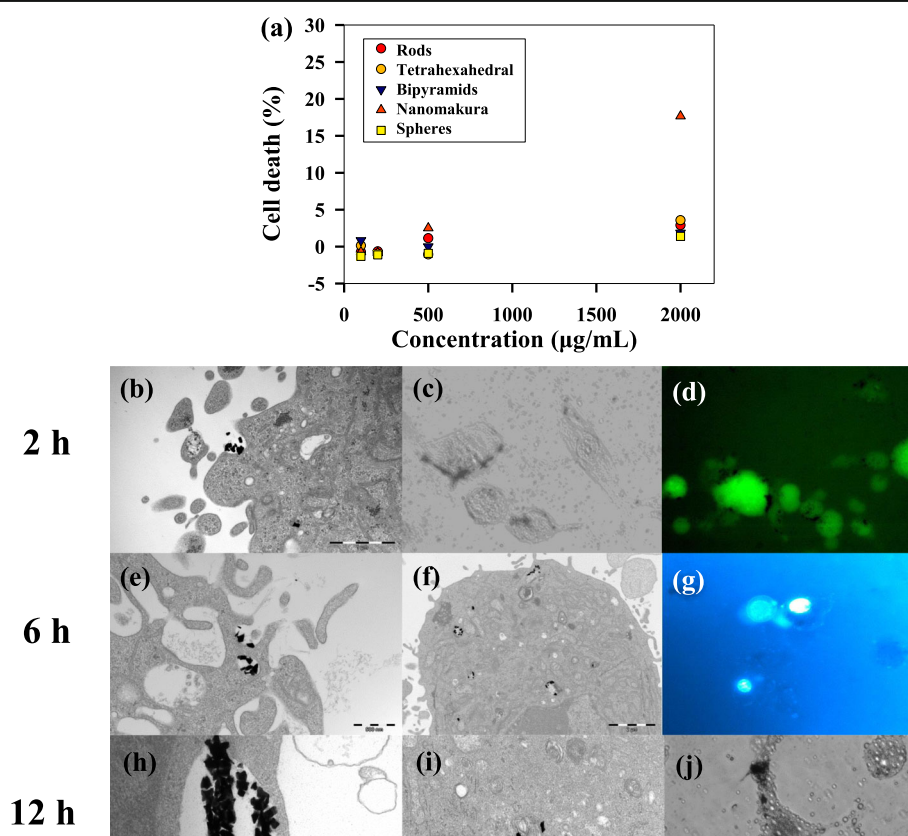 (a)
30
25
20
15
10
5
0
-5
Cell death (%)
Rods
Tetrahexahedral
Bipyramids
Nanomakura
Spheres
0 500 1000 1500 2000
Concentration (µg/mL)
2 h
(b) (c) (d)
6 h
(e) (f) (g)
12 h
(h) (i) (j)